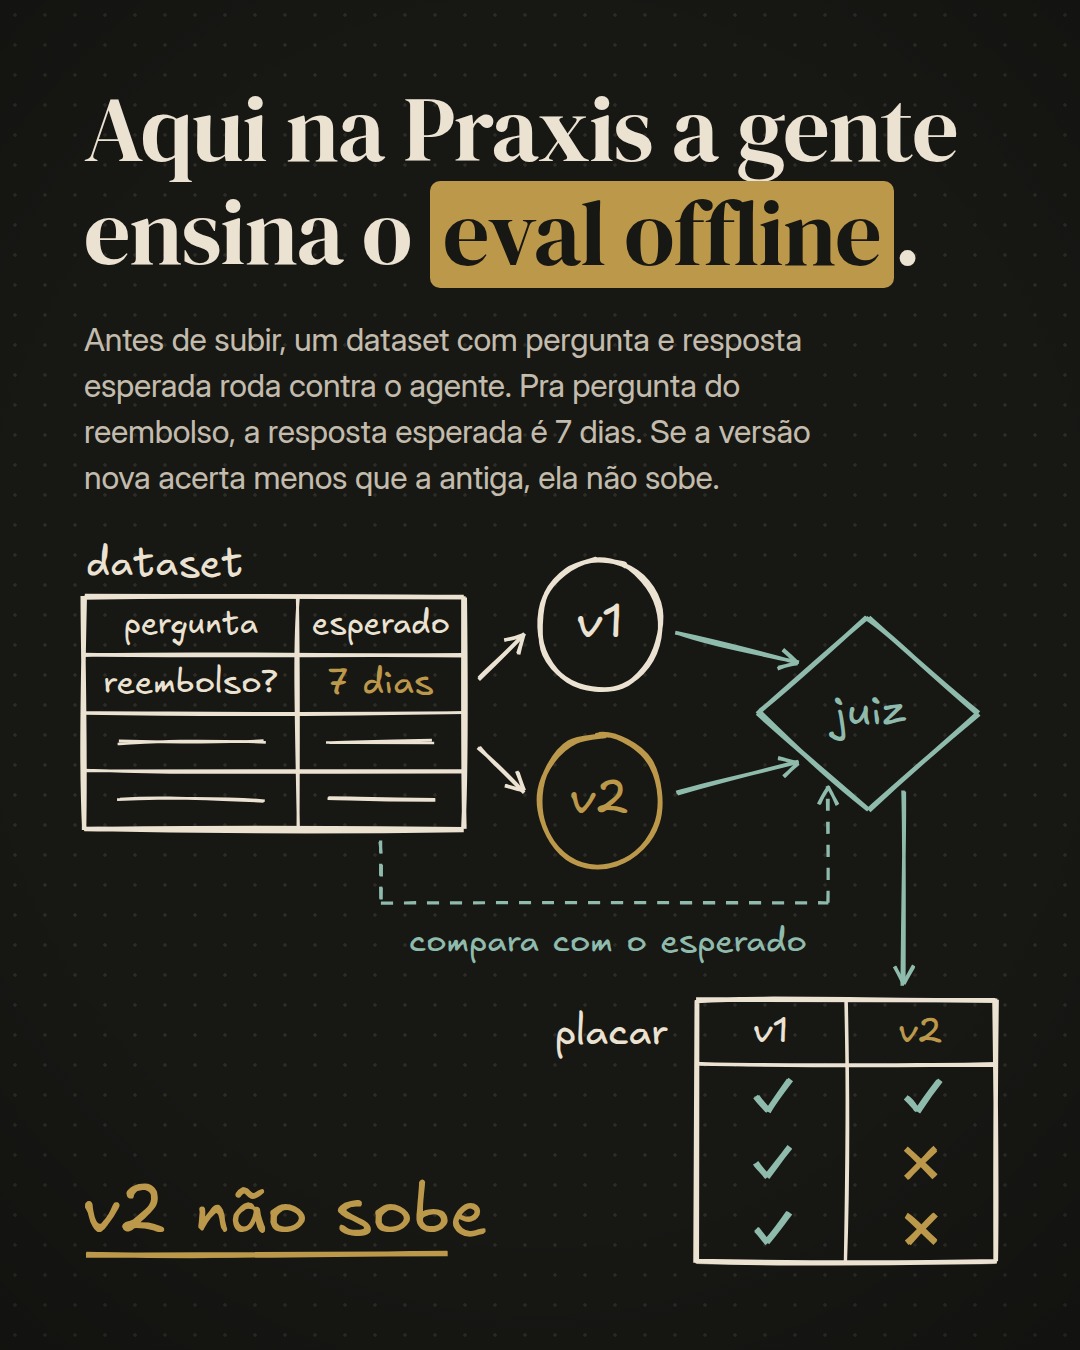 Aqui na Praxis a gente
ensina o eval offline.
Antes de subir, um dataset com pergunta e resposta
esperada roda contra o agente. Pra pergunta do
reembolso, a resposta esperada é 7 dias. Se a versão
nova acerta menos que a antiga, ela não sobe.
dataset
pergunta esperado
reembolso? 7 dias
v1
v2
juiz
compara com o esperado
placar
v1 v2
v2 não sobe